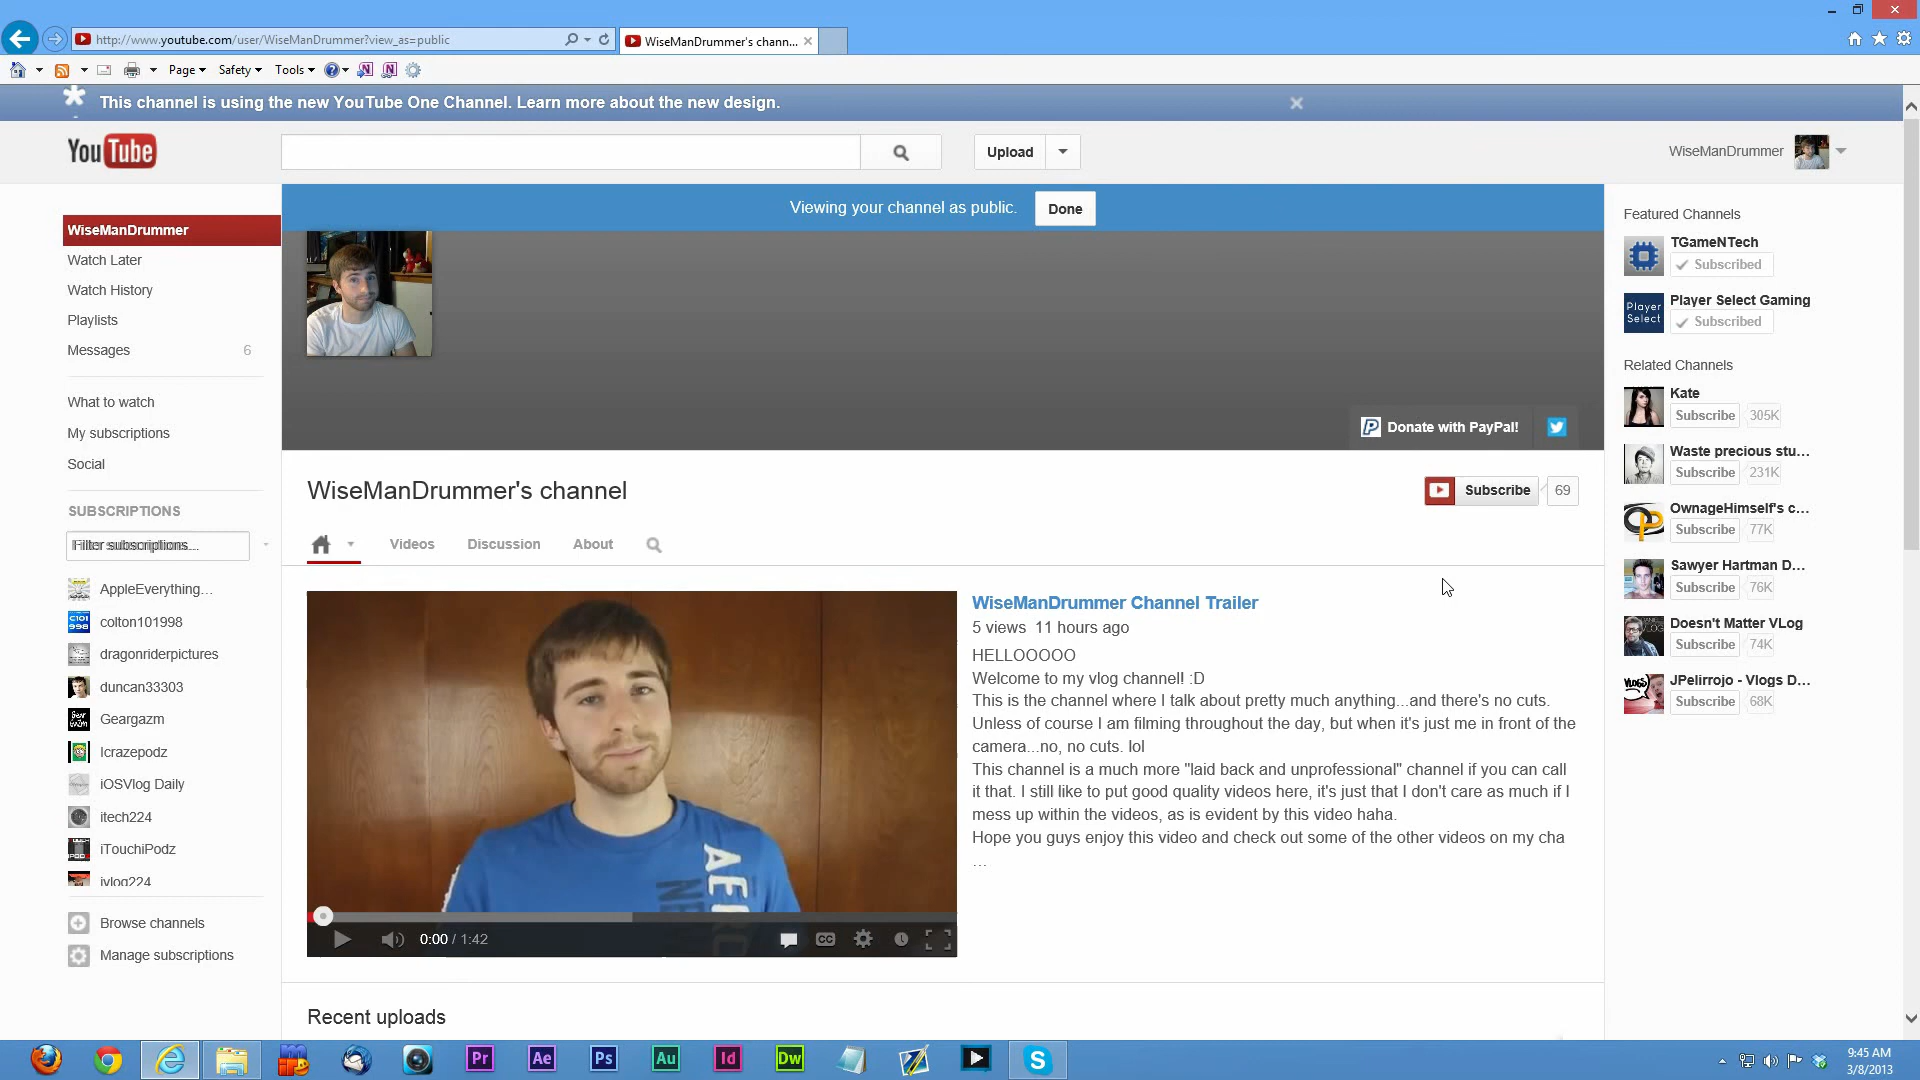 http://www.youtube.com/user/WiseManDrummer?view_as=public
WiseManDrummer's chann...
Page
Safety
Tools
This channel is using the new YouTube One Channel. Learn more about the new design.
YouTube
Upload
WiseManDrummer
Viewing your channel as public.
Done
WiseManDrummer
Watch Later
Watch History
Playlists
Messages 6
What to watch
My subscriptions
Social
SUBSCRIPTIONS
Filter subscriptions...
AppleEverything...
colton101998
dragonriderpictures
duncan33303
Geargazm
Icrazepodz
iOSVlog Daily
itech224
iTouchiPodz
ivlog224
Browse channels
Manage subscriptions
Donate with PayPal!
WiseManDrummer's channel
Subscribe 69
Videos
Discussion
About
0:00 / 1:42
CC
WiseManDrummer Channel Trailer
5 views 11 hours ago
HELLOOOOO
Welcome to my vlog channel! :D
This is the channel where I talk about pretty much anything...and there's no cuts.
Unless of course I am filming throughout the day, but when it's just me in front of the
camera...no, no cuts. lol
This channel is a much more "laid back and unprofessional" channel if you can call
it that. I still like to put good quality videos here, it's just that I don't care as much if I
mess up within the videos, as is evident by this video haha.
Hope you guys enjoy this video and check out some of the other videos on my cha
...
Recent uploads
Featured Channels
TGameNTech
Subscribed
Player Select
Player Select Gaming
Subscribed
Related Channels
Kate
Subscribe 305K
Waste precious stu...
Subscribe 231K
OwnageHimself's c...
Subscribe 77K
Sawyer Hartman D...
Subscribe 76K
Doesn't Matter VLog
Subscribe 74K
JPelirrojo - Vlogs D...
Subscribe 68K
Pr
Ae
Ps
Au
Id
Dw
9:45 AM
3/8/2013